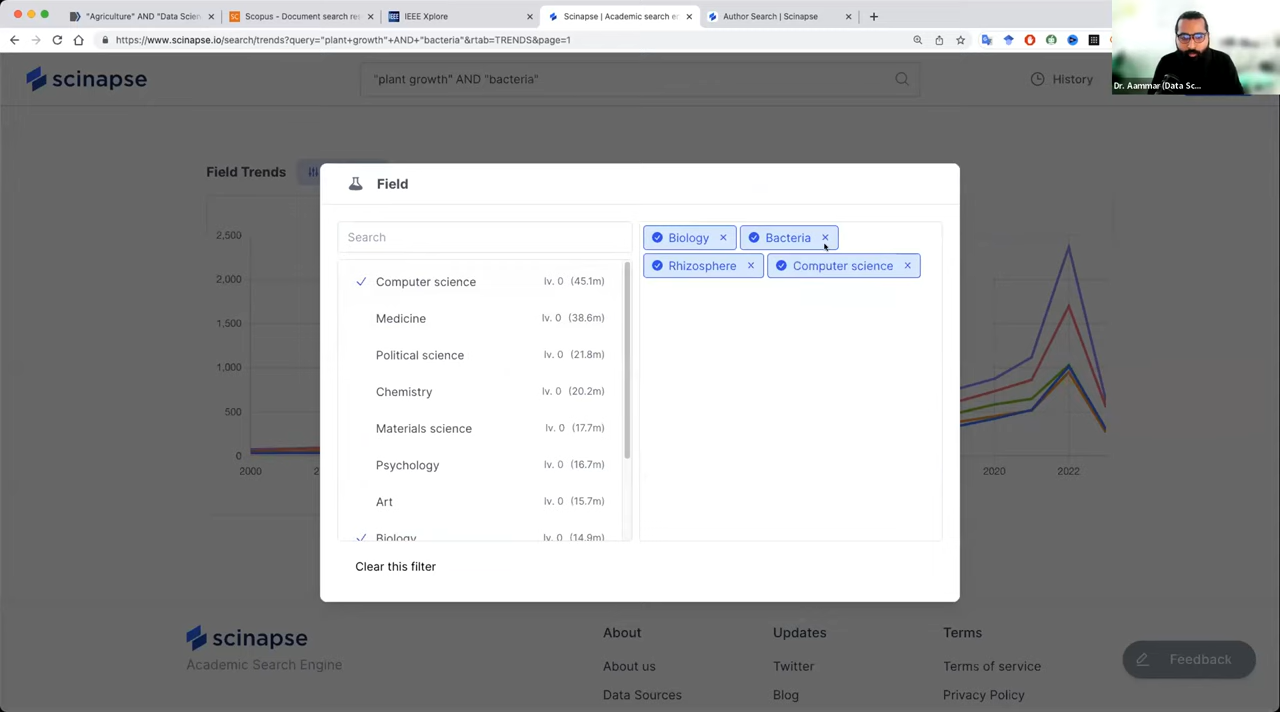 "Agriculture" AND "Data Scien
Scopus - Document search res
IEEE Xplore
Scinapse | Academic search e
Author Search | Scinapse
https://www.scinapse.io/search/trends?query="plant+growth"+AND+"bacteria"&rtab=TRENDS&page=1
Dr. Aammar (Data Sc...
scinapse
"plant growth" AND "bacteria"
History
Field Trends
Field
Search
Biology
Bacteria
Rhizosphere
Computer science
Computer science lv. 0 (45.1m)
Medicine lv. 0 (38.6m)
Political science lv. 0 (21.8m)
Chemistry lv. 0 (20.2m)
Materials science lv. 0 (17.7m)
Psychology lv. 0 (16.7m)
Art lv. 0 (15.7m)
Biology lv. 0 (14.9m)
Clear this filter
2,500
2,000
1,500
1,000
500
0
2000
2
2020
2022
scinapse
Academic Search Engine
About
About us
Data Sources
Updates
Twitter
Blog
Terms
Terms of service
Privacy Policy
Feedback